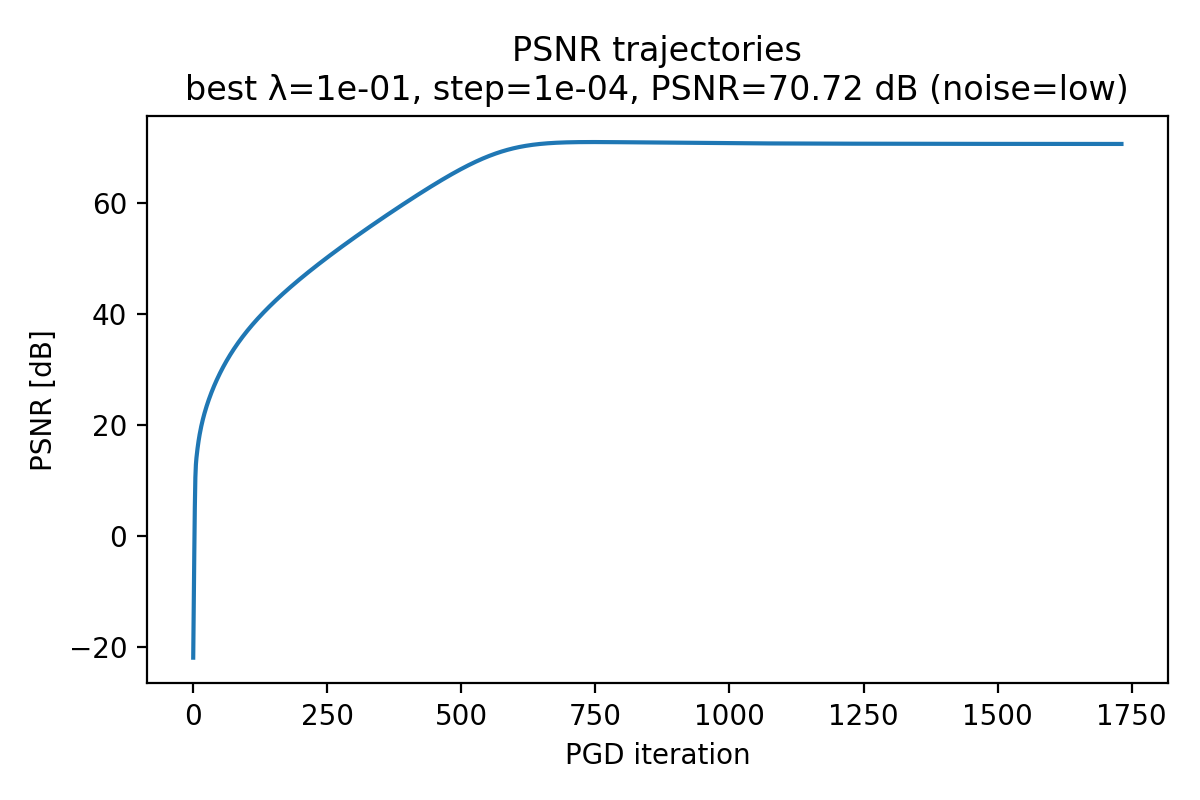 PSNR trajectories
best λ=1e-01, step=1e-04, PSNR=70.72 dB (noise=low)
PSNR [dB]
60
40
20
0
−20
0 250 500 750 1000 1250 1500 1750
PGD iteration